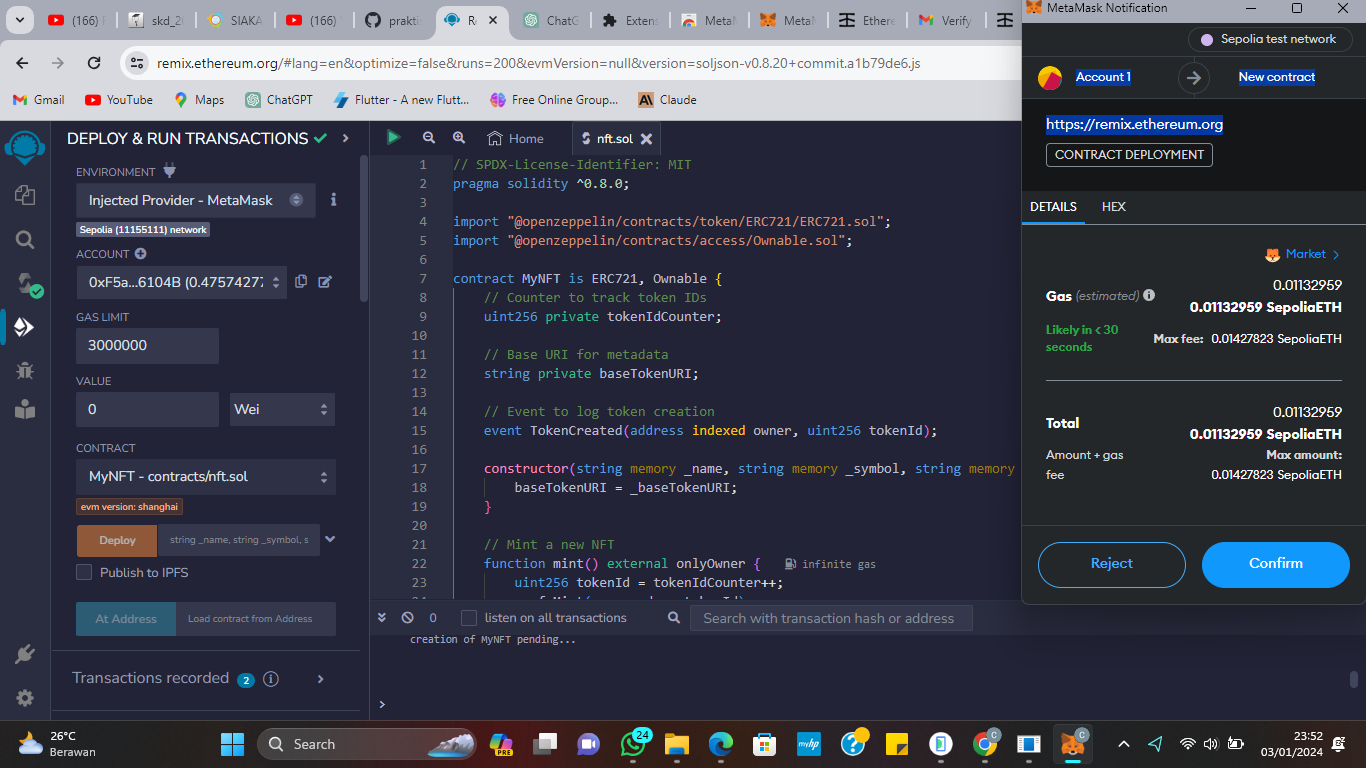 (166)
skd_20
SIAKA
(166)
prakti
Re
ChatG
Extens
MetaM
MetaM
Ethere
Verify
remix.ethereum.org/#lang=en&optimize=false&runs=200&evmVersion=null&version=soljson-v0.8.20+commit.a1b79de6.js
Gmail
YouTube
Maps
ChatGPT
Flutter - A new Flutt...
Free Online Group...
Claude
DEPLOY & RUN TRANSACTIONS
ENVIRONMENT
Injected Provider - MetaMask
Sepolia (11155111) network
ACCOUNT
0xF5a...6104B (0.47574277
GAS LIMIT
3000000
VALUE
0
Wei
CONTRACT
MyNFT - contracts/nft.sol
evm version: shanghai
Deploy
string _name, string _symbol, s
Publish to IPFS
At Address
Load contract from Address
Transactions recorded 2 i
Home
nft.sol
1 // SPDX-License-Identifier: MIT
2 pragma solidity ^0.8.0;
3
4 import "@openzeppelin/contracts/token/ERC721/ERC721.sol";
5 import "@openzeppelin/contracts/access/Ownable.sol";
6
7 contract MyNFT is ERC721, Ownable {
8 // Counter to track token IDs
9 uint256 private tokenIdCounter;
10
11 // Base URI for metadata
12 string private baseTokenURI;
13
14 // Event to log token creation
15 event TokenCreated(address indexed owner, uint256 tokenId);
16
17 constructor(string memory _name, string memory _symbol, string memory
18 baseTokenURI = _baseTokenURI;
19 }
20
21 // Mint a new NFT
22 function mint() external onlyOwner { infinite gas
23 uint256 tokenId = tokenIdCounter++;
0
listen on all transactions
Search with transaction hash or address
creation of MyNFT pending...
>
MetaMask Notification
Sepolia test network
Account 1
New contract
https://remix.ethereum.org
CONTRACT DEPLOYMENT
DETAILS
HEX
Market >
Gas (estimated)
0.01132959
0.01132959 SepoliaETH
Likely in < 30
seconds
Max fee: 0.01427823 SepoliaETH
Total
0.01132959
0.01132959 SepoliaETH
Amount + gas
fee
Max amount:
0.01427823 SepoliaETH
Reject
Confirm
26°C
Berawan
Search
PRE
24
myhp
C
C
23:52
03/01/2024